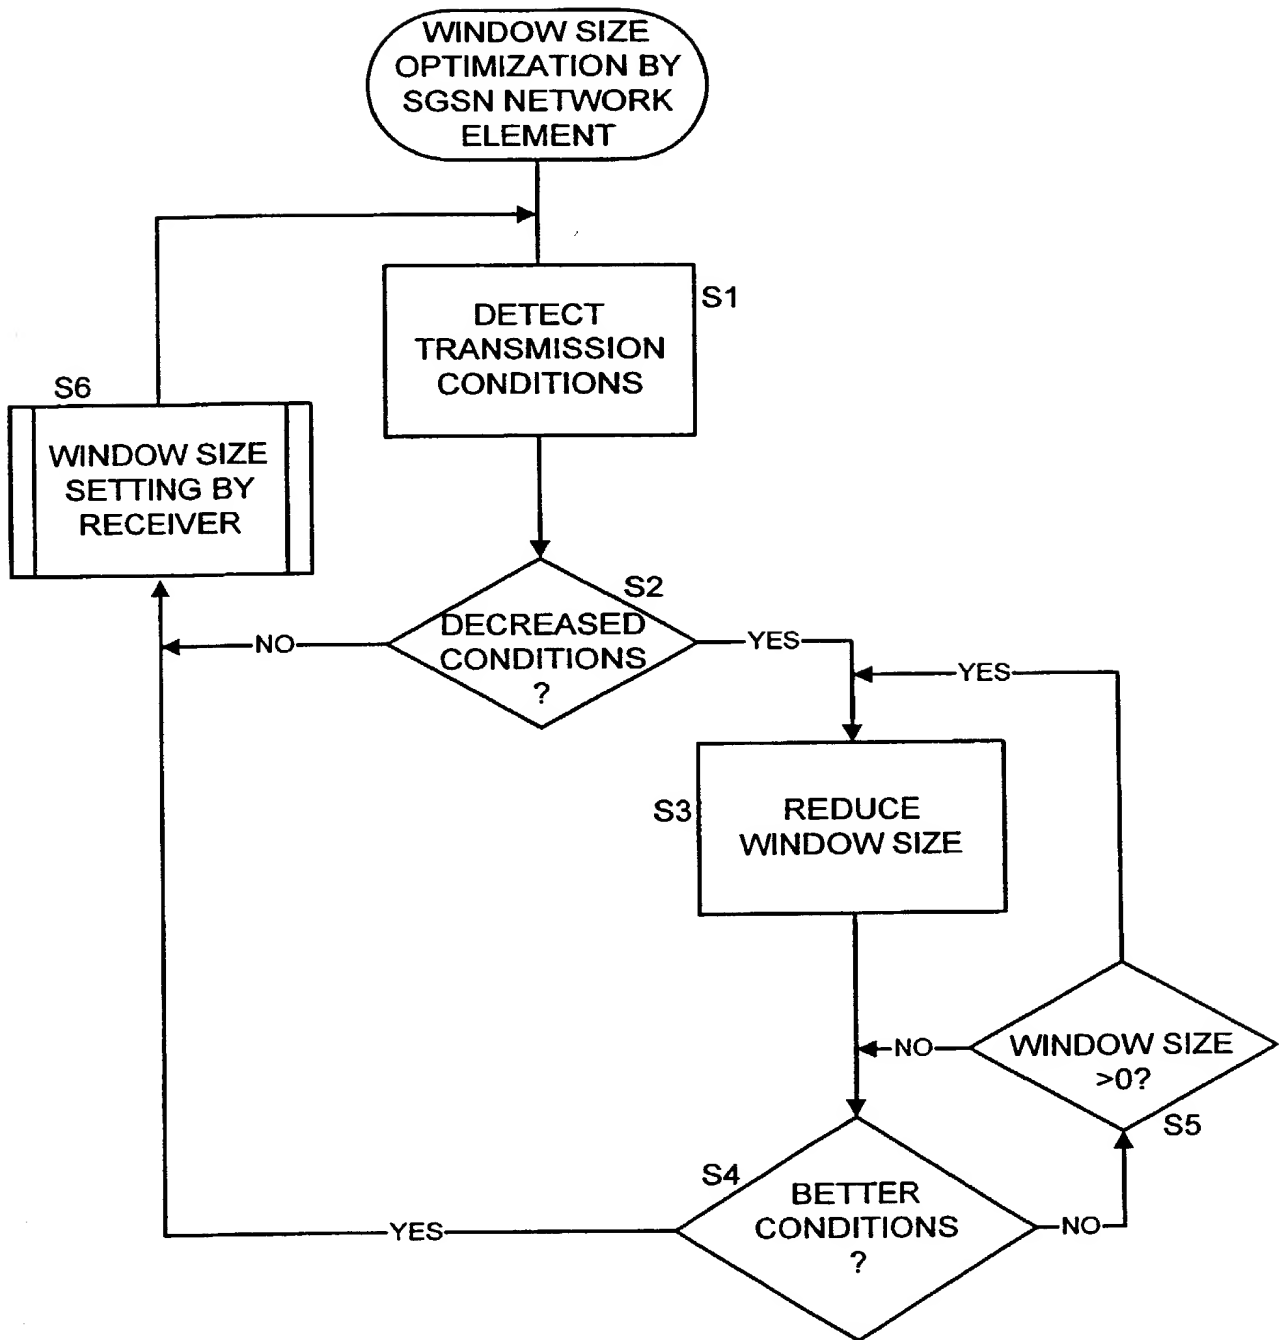 WINDOW SIZE
OPTIMIZATION BY
SGSN NETWORK
ELEMENT
S1
DETECT
TRANSMISSION
CONDITIONS
S6
WINDOW SIZE
SETTING BY
RECEIVER
S2
DECREASED
CONDITIONS
?
NO
YES
YES
S3
REDUCE
WINDOW SIZE
NO
WINDOW SIZE
>0?
S5
S4
BETTER
CONDITIONS
?
YES
NO